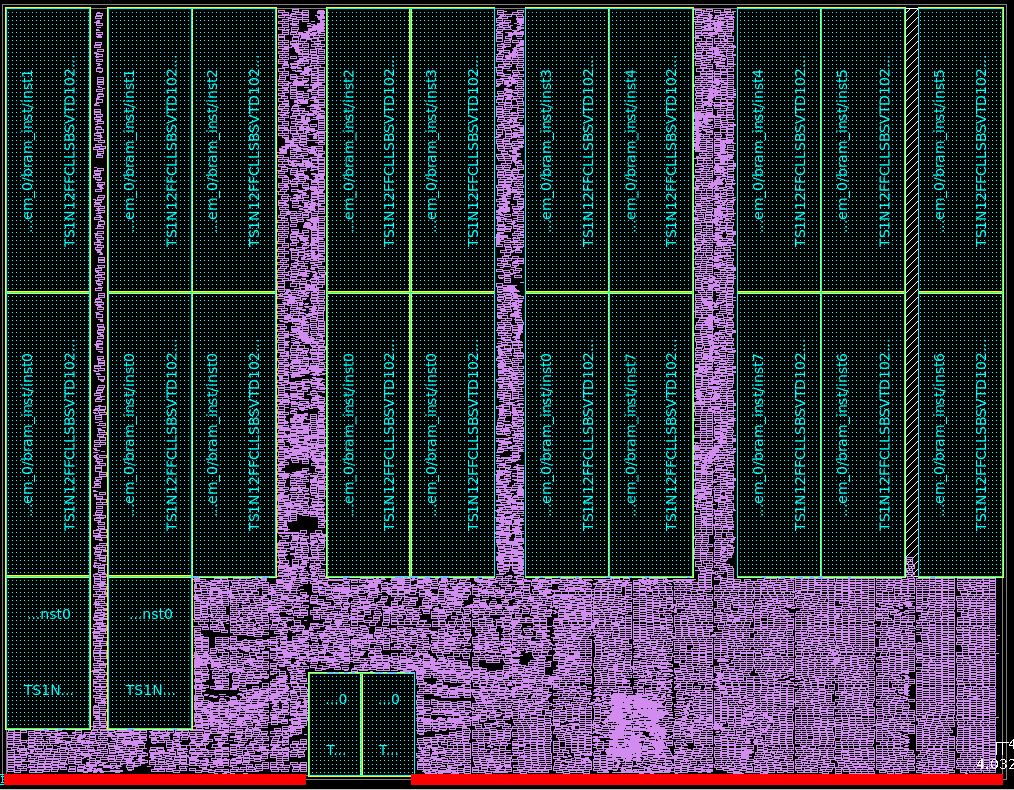 ...em_0/bram_inst/inst1
TS1N12FFCLLSBSVTD102...
...em_0/bram_inst/inst1
TS1N12FFCLLSBSVTD102...
...em_0/bram_inst/inst2
TS1N12FFCLLSBSVTD102...
...em_0/bram_inst/inst2
TS1N12FFCLLSBSVTD102...
...em_0/bram_inst/inst3
TS1N12FFCLLSBSVTD102...
...em_0/bram_inst/inst3
TS1N12FFCLLSBSVTD102...
...em_0/bram_inst/inst4
TS1N12FFCLLSBSVTD102...
...em_0/bram_inst/inst4
TS1N12FFCLLSBSVTD102...
...em_0/bram_inst/inst5
TS1N12FFCLLSBSVTD102...
...em_0/bram_inst/inst5
TS1N12FFCLLSBSVTD102...
...em_0/bram_inst/inst0
TS1N12FFCLLSBSVTD102...
...em_0/bram_inst/inst0
TS1N12FFCLLSBSVTD102...
...em_0/bram_inst/inst0
TS1N12FFCLLSBSVTD102...
...em_0/bram_inst/inst0
TS1N12FFCLLSBSVTD102...
...em_0/bram_inst/inst0
TS1N12FFCLLSBSVTD102...
...em_0/bram_inst/inst0
TS1N12FFCLLSBSVTD102...
...em_0/bram_inst/inst7
TS1N12FFCLLSBSVTD102...
...em_0/bram_inst/inst7
TS1N12FFCLLSBSVTD102...
...em_0/bram_inst/inst6
TS1N12FFCLLSBSVTD102...
...em_0/bram_inst/inst6
TS1N12FFCLLSBSVTD102...
...nst0
TS1N...
...nst0
TS1N...
...0
T...
...0
T...
4.032